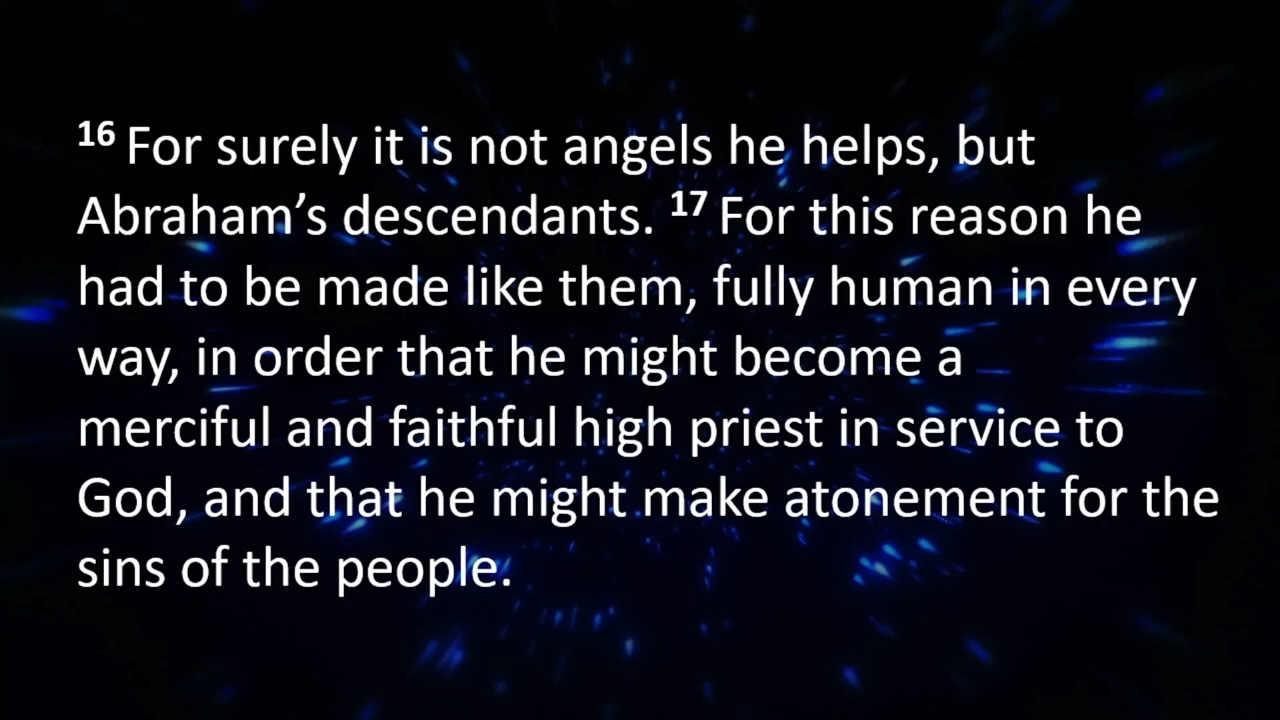 16 For surely it is not angels he helps, but
Abraham’s descendants. 17 For this reason he
had to be made like them, fully human in every
way, in order that he might become a
merciful and faithful high priest in service to
God, and that he might make atonement for the
sins of the people.